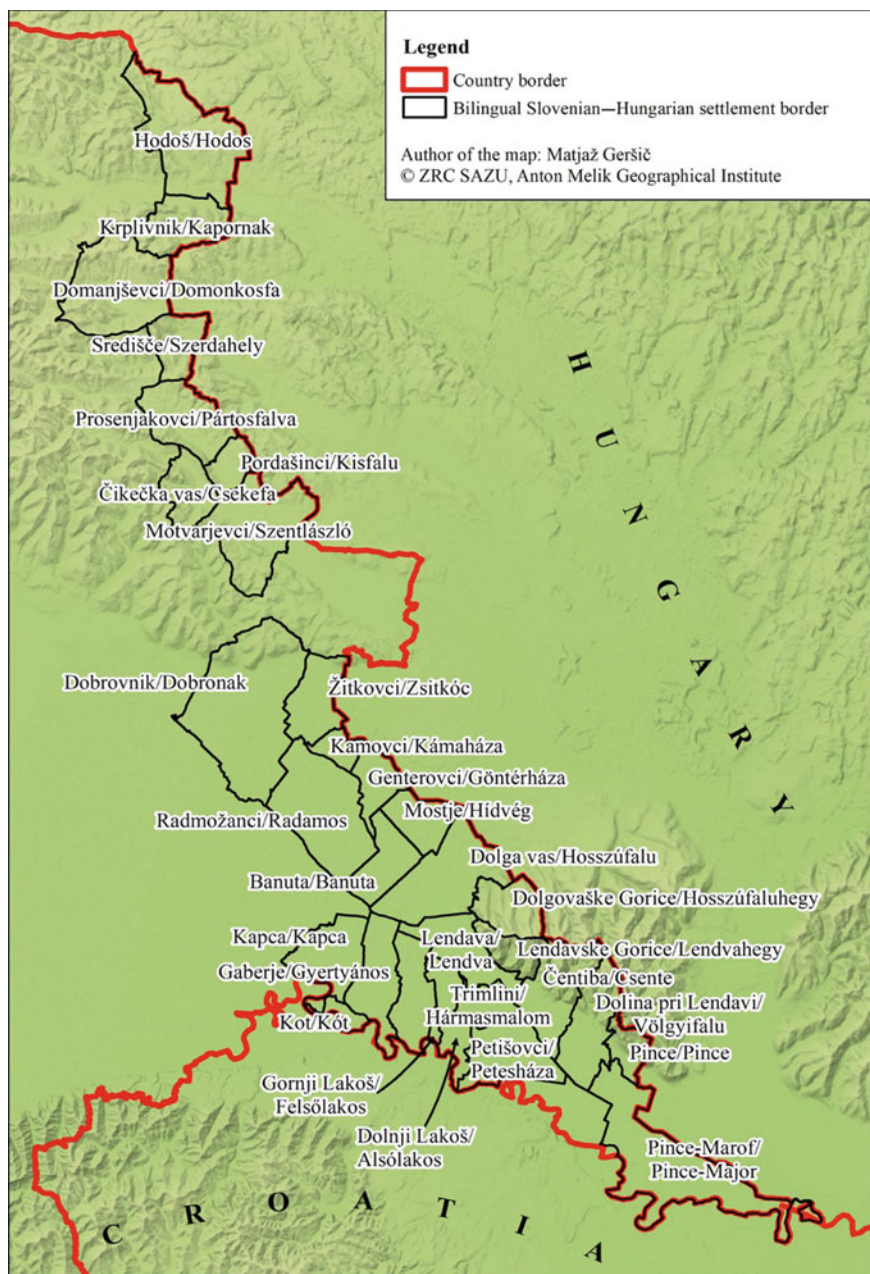 Legend
Country border
Bilingual Slovenian—Hungarian settlement border
Author of the map: Matjaž Geršič
© ZRC SAZU, Anton Melik Geographical Institute
Hodoš/Hodos
Krplivnik/Kapornak
Domanjševci/Domonkosfa
Središče/Szerdahely
HUNGARY
Prosenjakovci/Pártosfalva
Pordašinci/Kisfalu
Čikečka vas/Csekefa
Motvarjevci/Szentlászló
Dobrovnik/Dobronak
Žitkovci/Zsitkóc
Kamovci/Kámaháza
Genterovci/Göntérháza
Mostje/Hídvég
Radmožanci/Radamos
Dolga vas/Hosszúfalu
Banuta/Banuta
Dolgovaške Gorice/Hosszúfaluhegy
Kapca/Kapca
Lendava/
Lendva
Lendavske Gorice/Lendvahegy
Gaberje/Gyertyános
Čentiba/Csente
Trimlini/
Hármasmalom
Dolina pri Lendavi/
Völgyifalu
Kot/Kót
Petišovci/
Petesháza
Pince/Pince
Gornji Lakoš/
Felsőlakos
Dolnji Lakoš/
Alsólakos
Pince-Marof/
Pince-Major
CROATIA